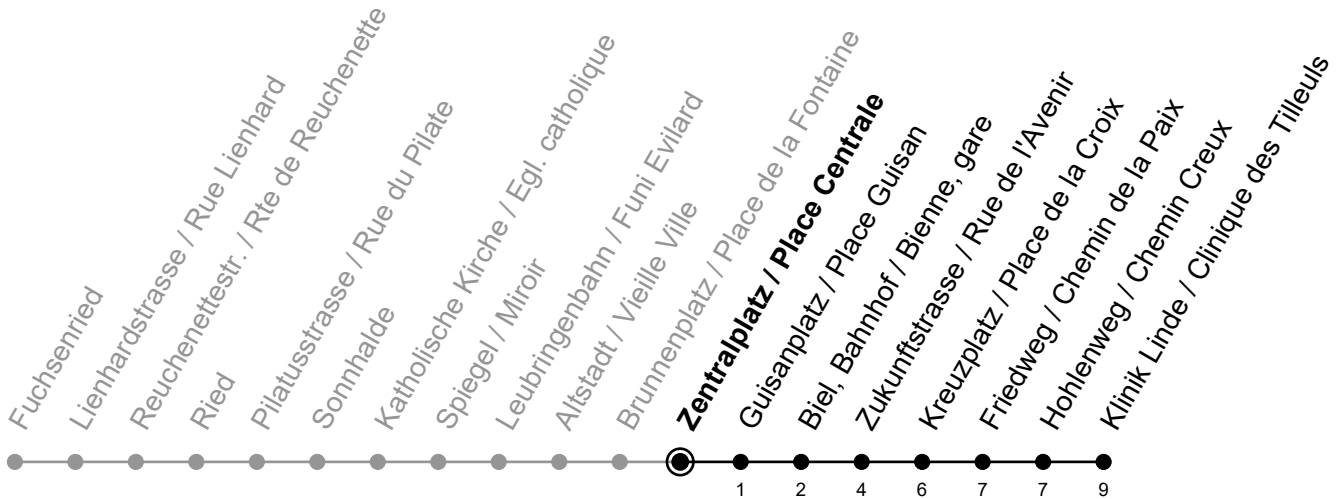 Fuchsenried
Lienhardstrasse / Rue Lienhard
Reuchenettestr. / Rte de Reuchenette
Ried
Pilatusstrasse / Rue du Pilate
Sonnhalde
Katholische Kirche / Egl. catholique
Spiegel / Miroir
Leubringenbahn / Funi Evilard
Altstadt / Vieille Ville
Brunnenplatz / Place de la Fontaine
Zentralplatz / Place Centrale
Guisanplatz / Place Guisan
Biel, Bahnhof / Bienne, gare
Zukunftstrasse / Rue de l'Avenir
Kreuzplatz / Place de la Croix
Friedweg / Chemin de la Paix
Hohlenweg / Chemin Creux
Klinik Linde / Clinique des Tilleuls
1 2 4 6 7 7 9